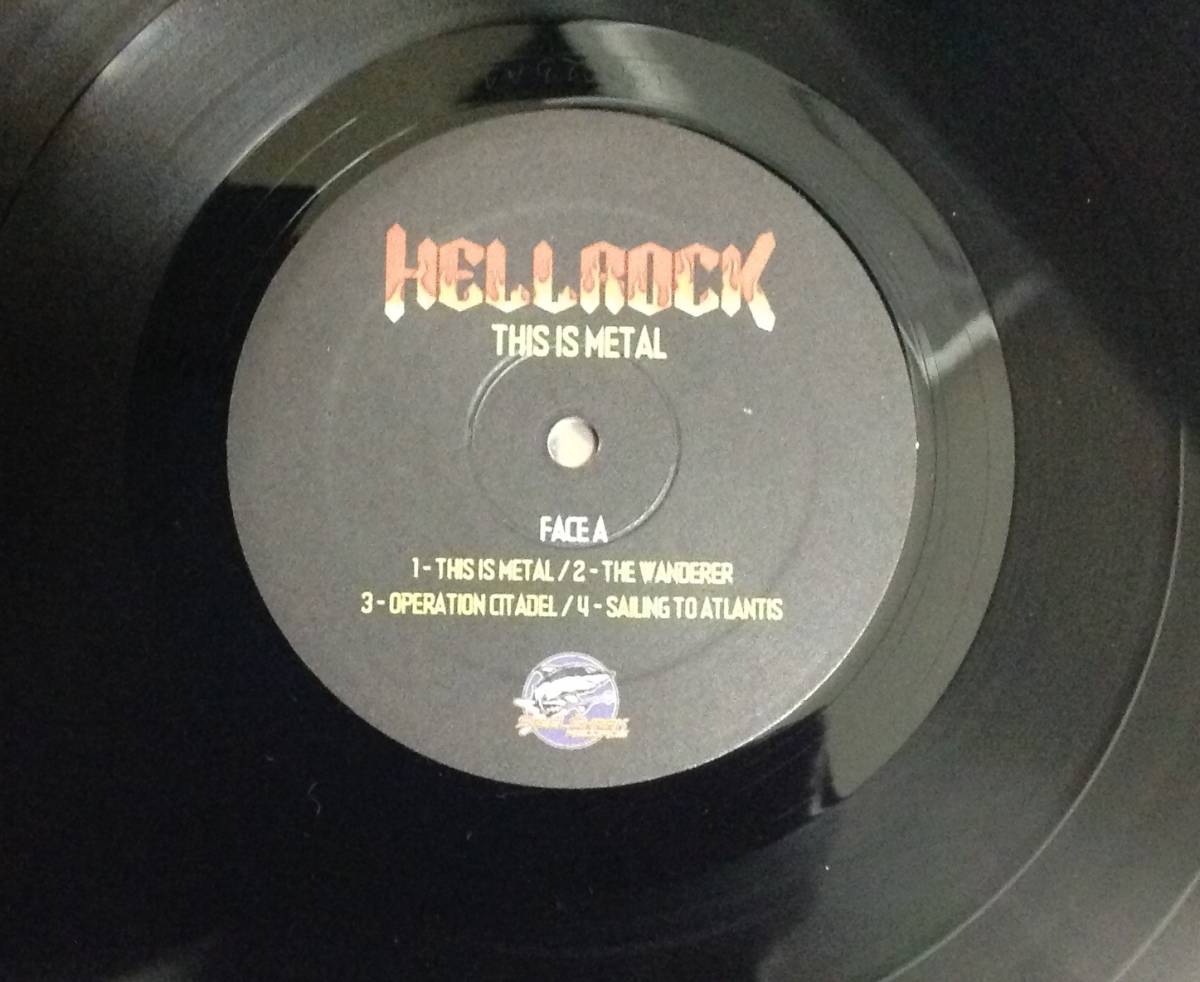 HELLROCK
THIS IS METAL
FACE A
1 - THIS IS METAL / 2 - THE WANDERER
3 - OPERATION CITADEL / 4 - SAILING TO ATLANTIS